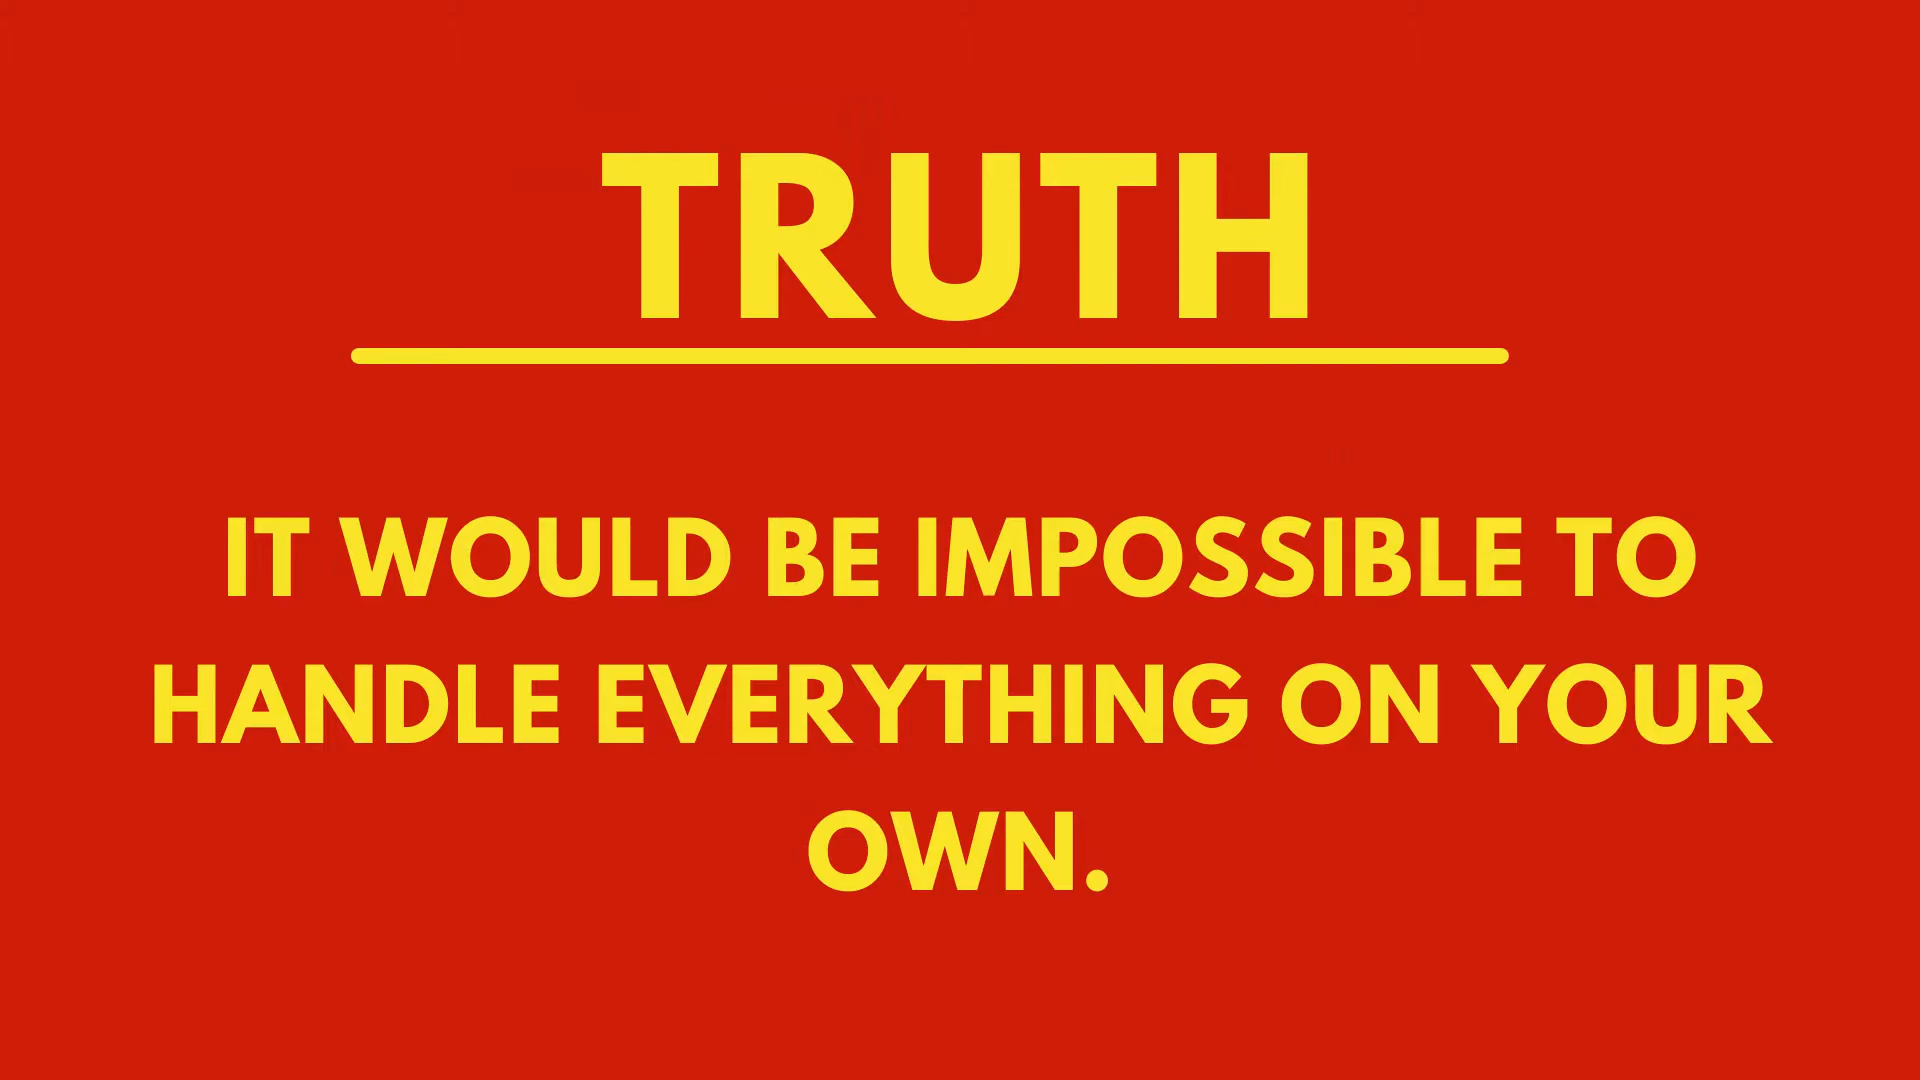 TRUTH
IT WOULD BE IMPOSSIBLE TO
HANDLE EVERYTHING ON YOUR
OWN.